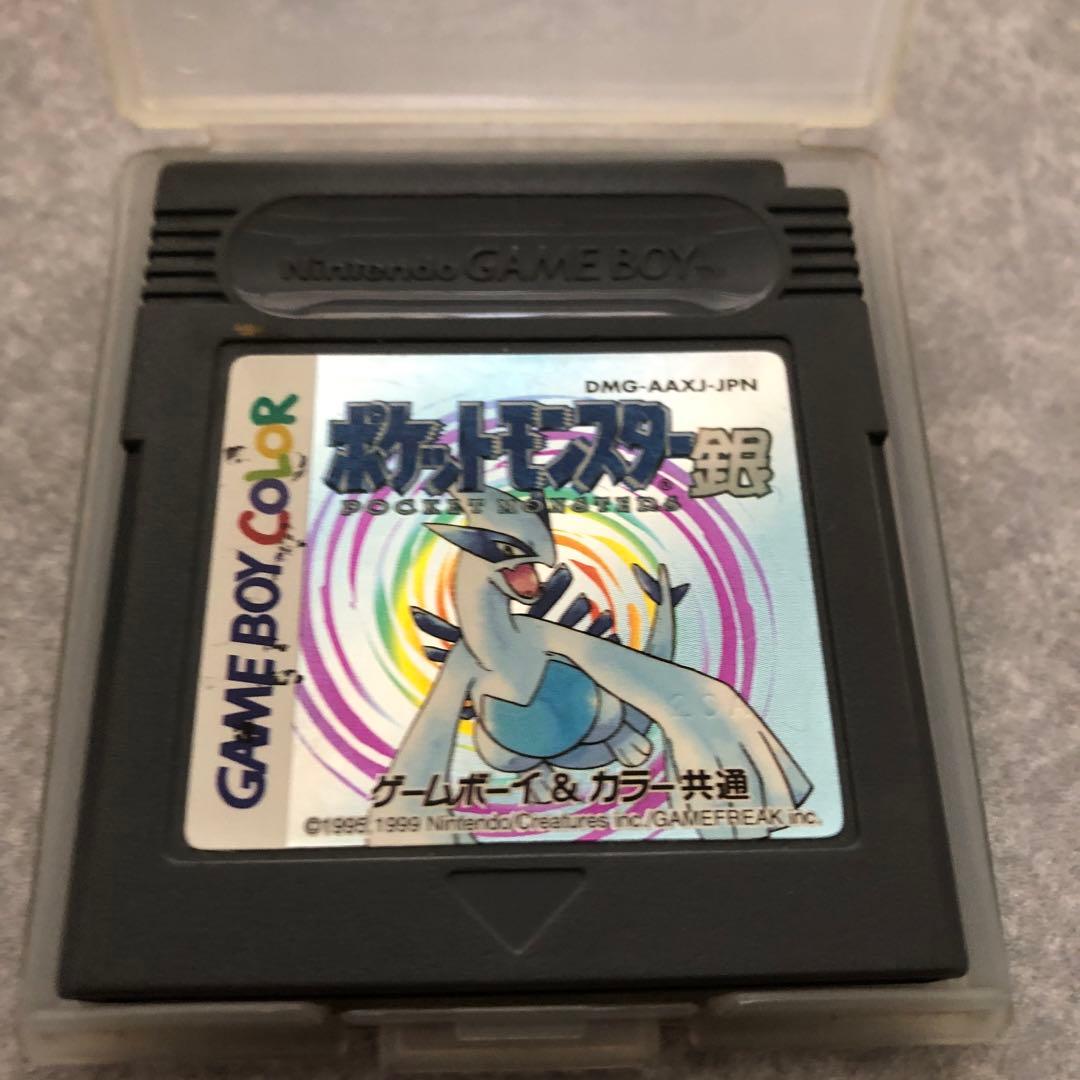 Nintendo GAME BOY™
DMG-AAXJ-JPN
ポケットモンスター銀
POCKET MONSTERS
GAME BOY COLOR
ゲームボーイ & カラー共通
©1995,1999 Nintendo/Creatures inc./GAMEFREAK inc.